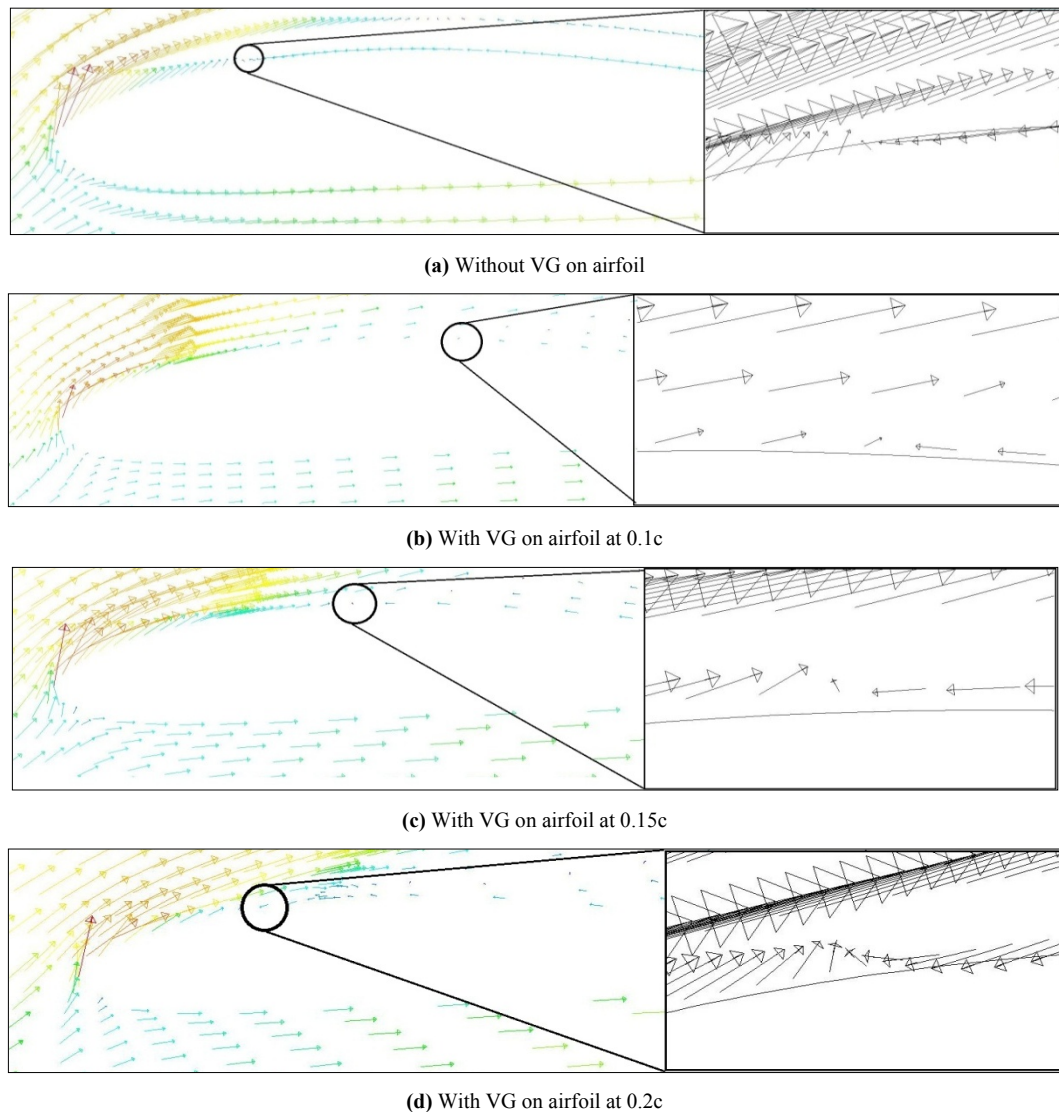 (a) Without VG on airfoil
(b) With VG on airfoil at 0.1c
(c) With VG on airfoil at 0.15c
(d) With VG on airfoil at 0.2c